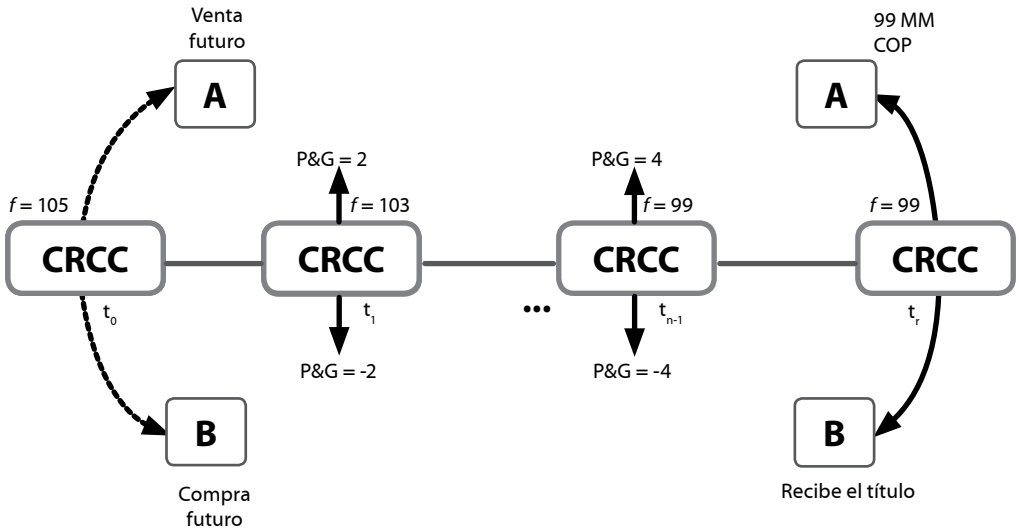 Venta
futuro
A
99 MM
COP
A
P&G = 2
P&G = 4
f = 105
f = 103
f = 99
f = 99
CRCC
CRCC
CRCC
CRCC
t0
t1
...
tn-1
tr
P&G = -2
P&G = -4
B
B
Compra
futuro
Recibe el título